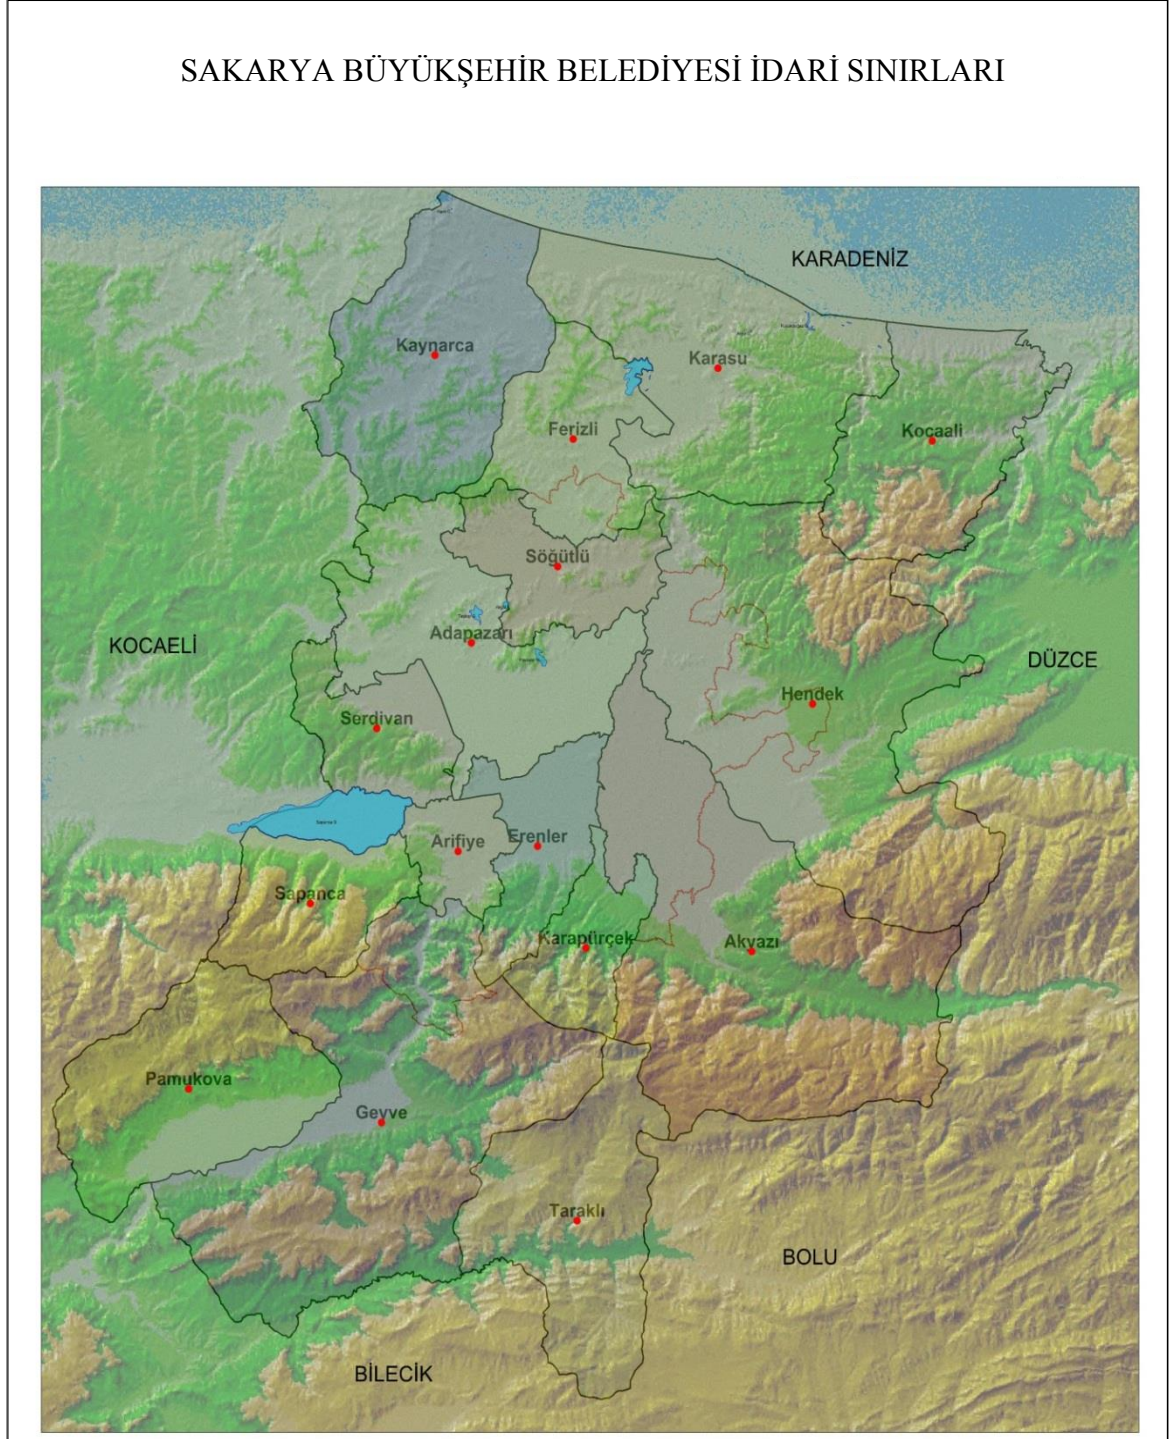 SAKARYA BÜYÜKŞEHİR BELEDİYESİ İDARİ SINIRLARI
KARADENİZ
Kaynarca
Karasu
Ferizli
Kocaali
Söğütlü
Adapazarı
KOCAELİ
DÜZCE
Hendek
Serdivan
Arifiye
Erenler
Sapanca
Karapürçek
Akyazı
Pamukova
Geyve
Taraklı
BOLU
BİLECİK